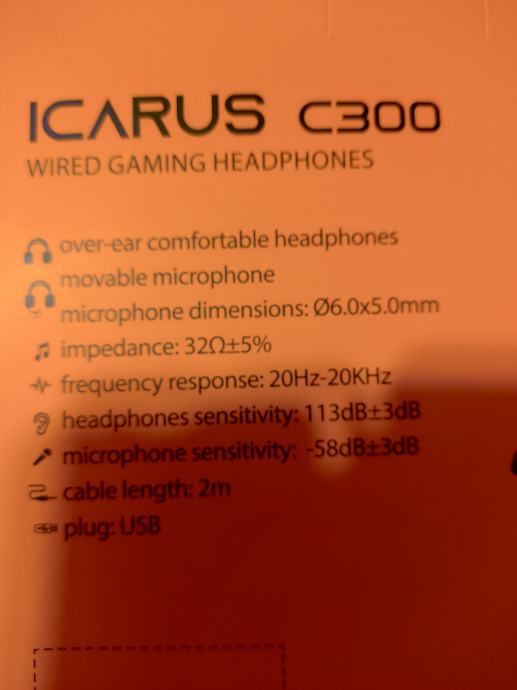 ICARUS C300
WIRED GAMING HEADPHONES
over-ear comfortable headphones
movable microphone
microphone dimensions: Ø6.0x5.0mm
impedance: 32Ω±5%
frequency response: 20Hz-20KHz
headphones sensitivity: 113dB±3dB
microphone sensitivity: -58dB±3dB
cable length: 2m
plug: USB